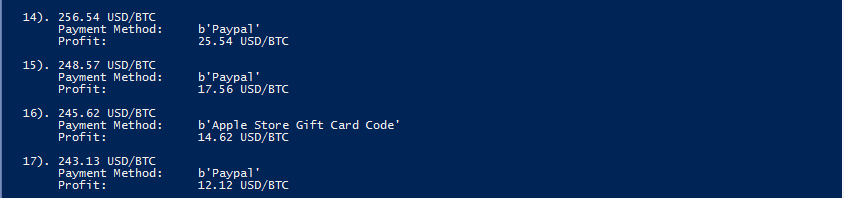 14). 256.54 USD/BTC
Payment Method: b'Paypal'
Profit: 25.54 USD/BTC
15). 248.57 USD/BTC
Payment Method: b'Paypal'
Profit: 17.56 USD/BTC
16). 245.62 USD/BTC
Payment Method: b'Apple Store Gift Card Code'
Profit: 14.62 USD/BTC
17). 243.13 USD/BTC
Payment Method: b'Paypal'
Profit: 12.12 USD/BTC